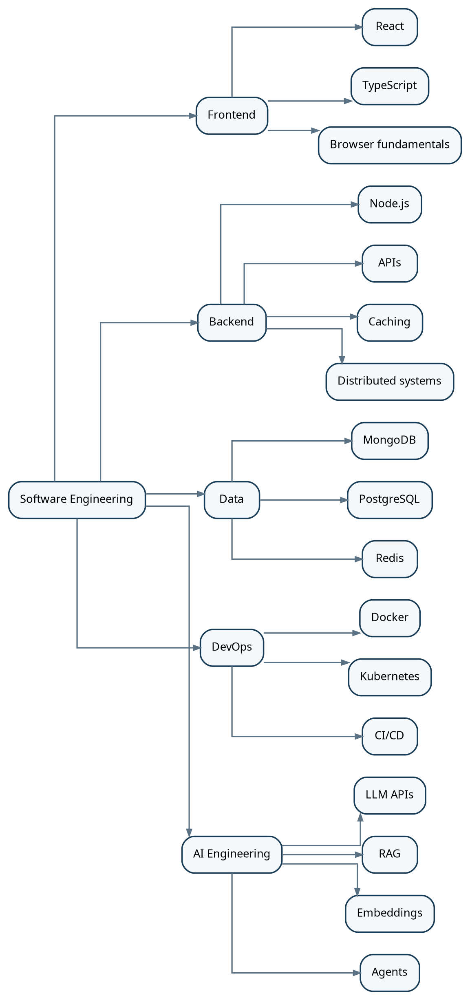 React
TypeScript
Frontend
Browser fundamentals
Node.js
APIs
Backend
Caching
Distributed systems
MongoDB
Software Engineering
Data
PostgreSQL
Redis
Docker
DevOps
Kubernetes
CI/CD
LLM APIs
AI Engineering
RAG
Embeddings
Agents